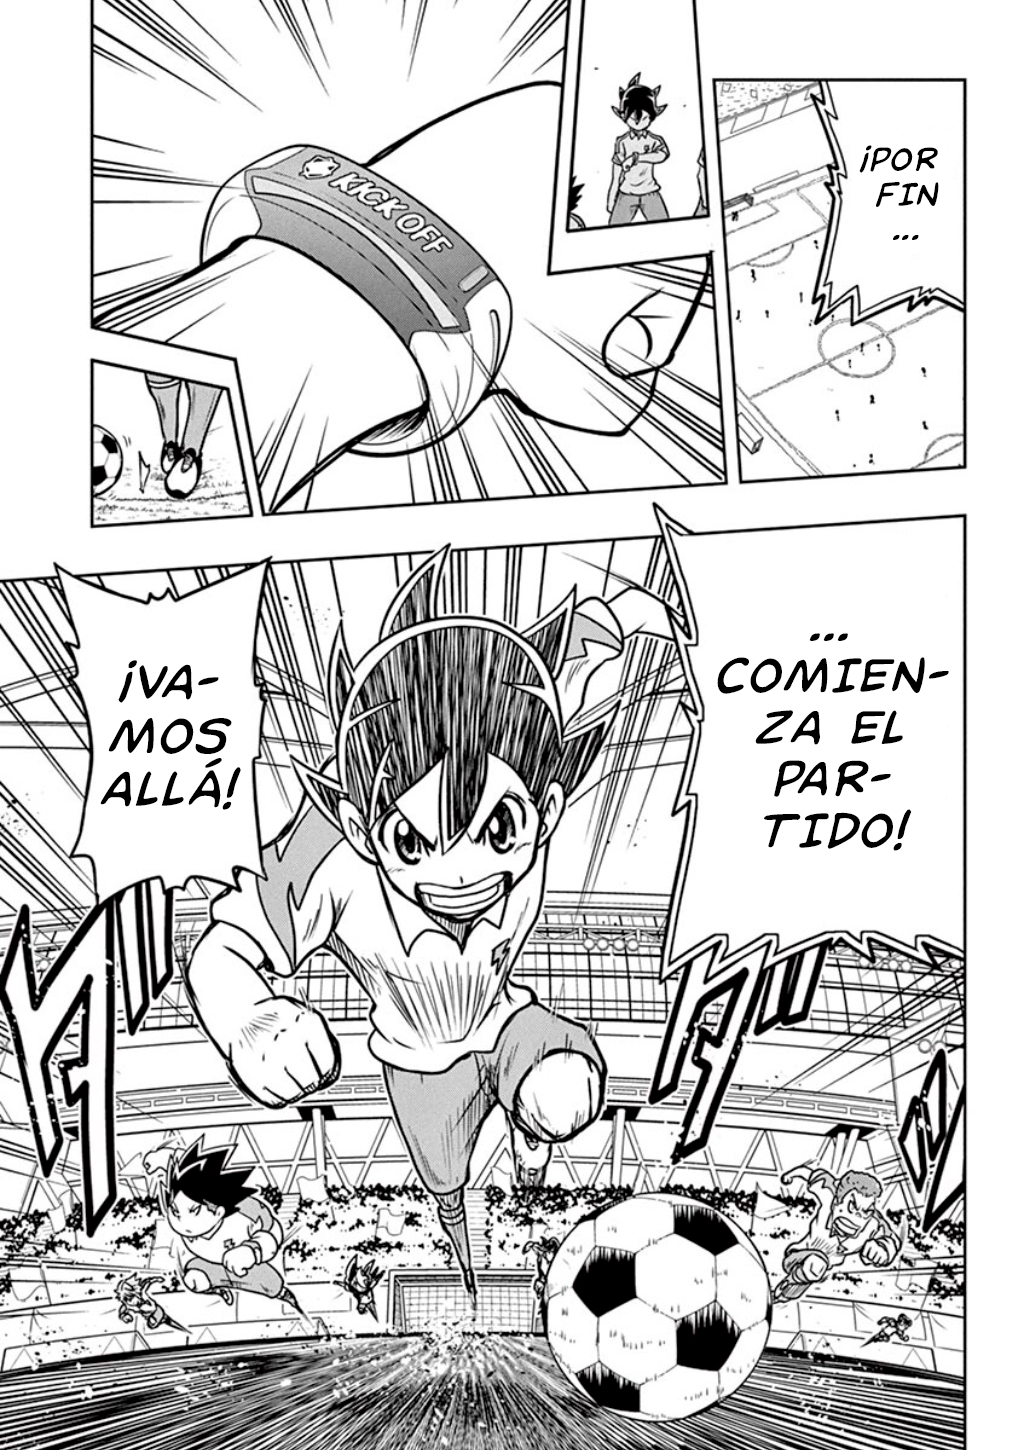 ¡POR
FIN
...
KICK OFF
...
COMIEN-
ZA EL
PAR-
TIDO!
¡VA-
MOS
ALLÁ!